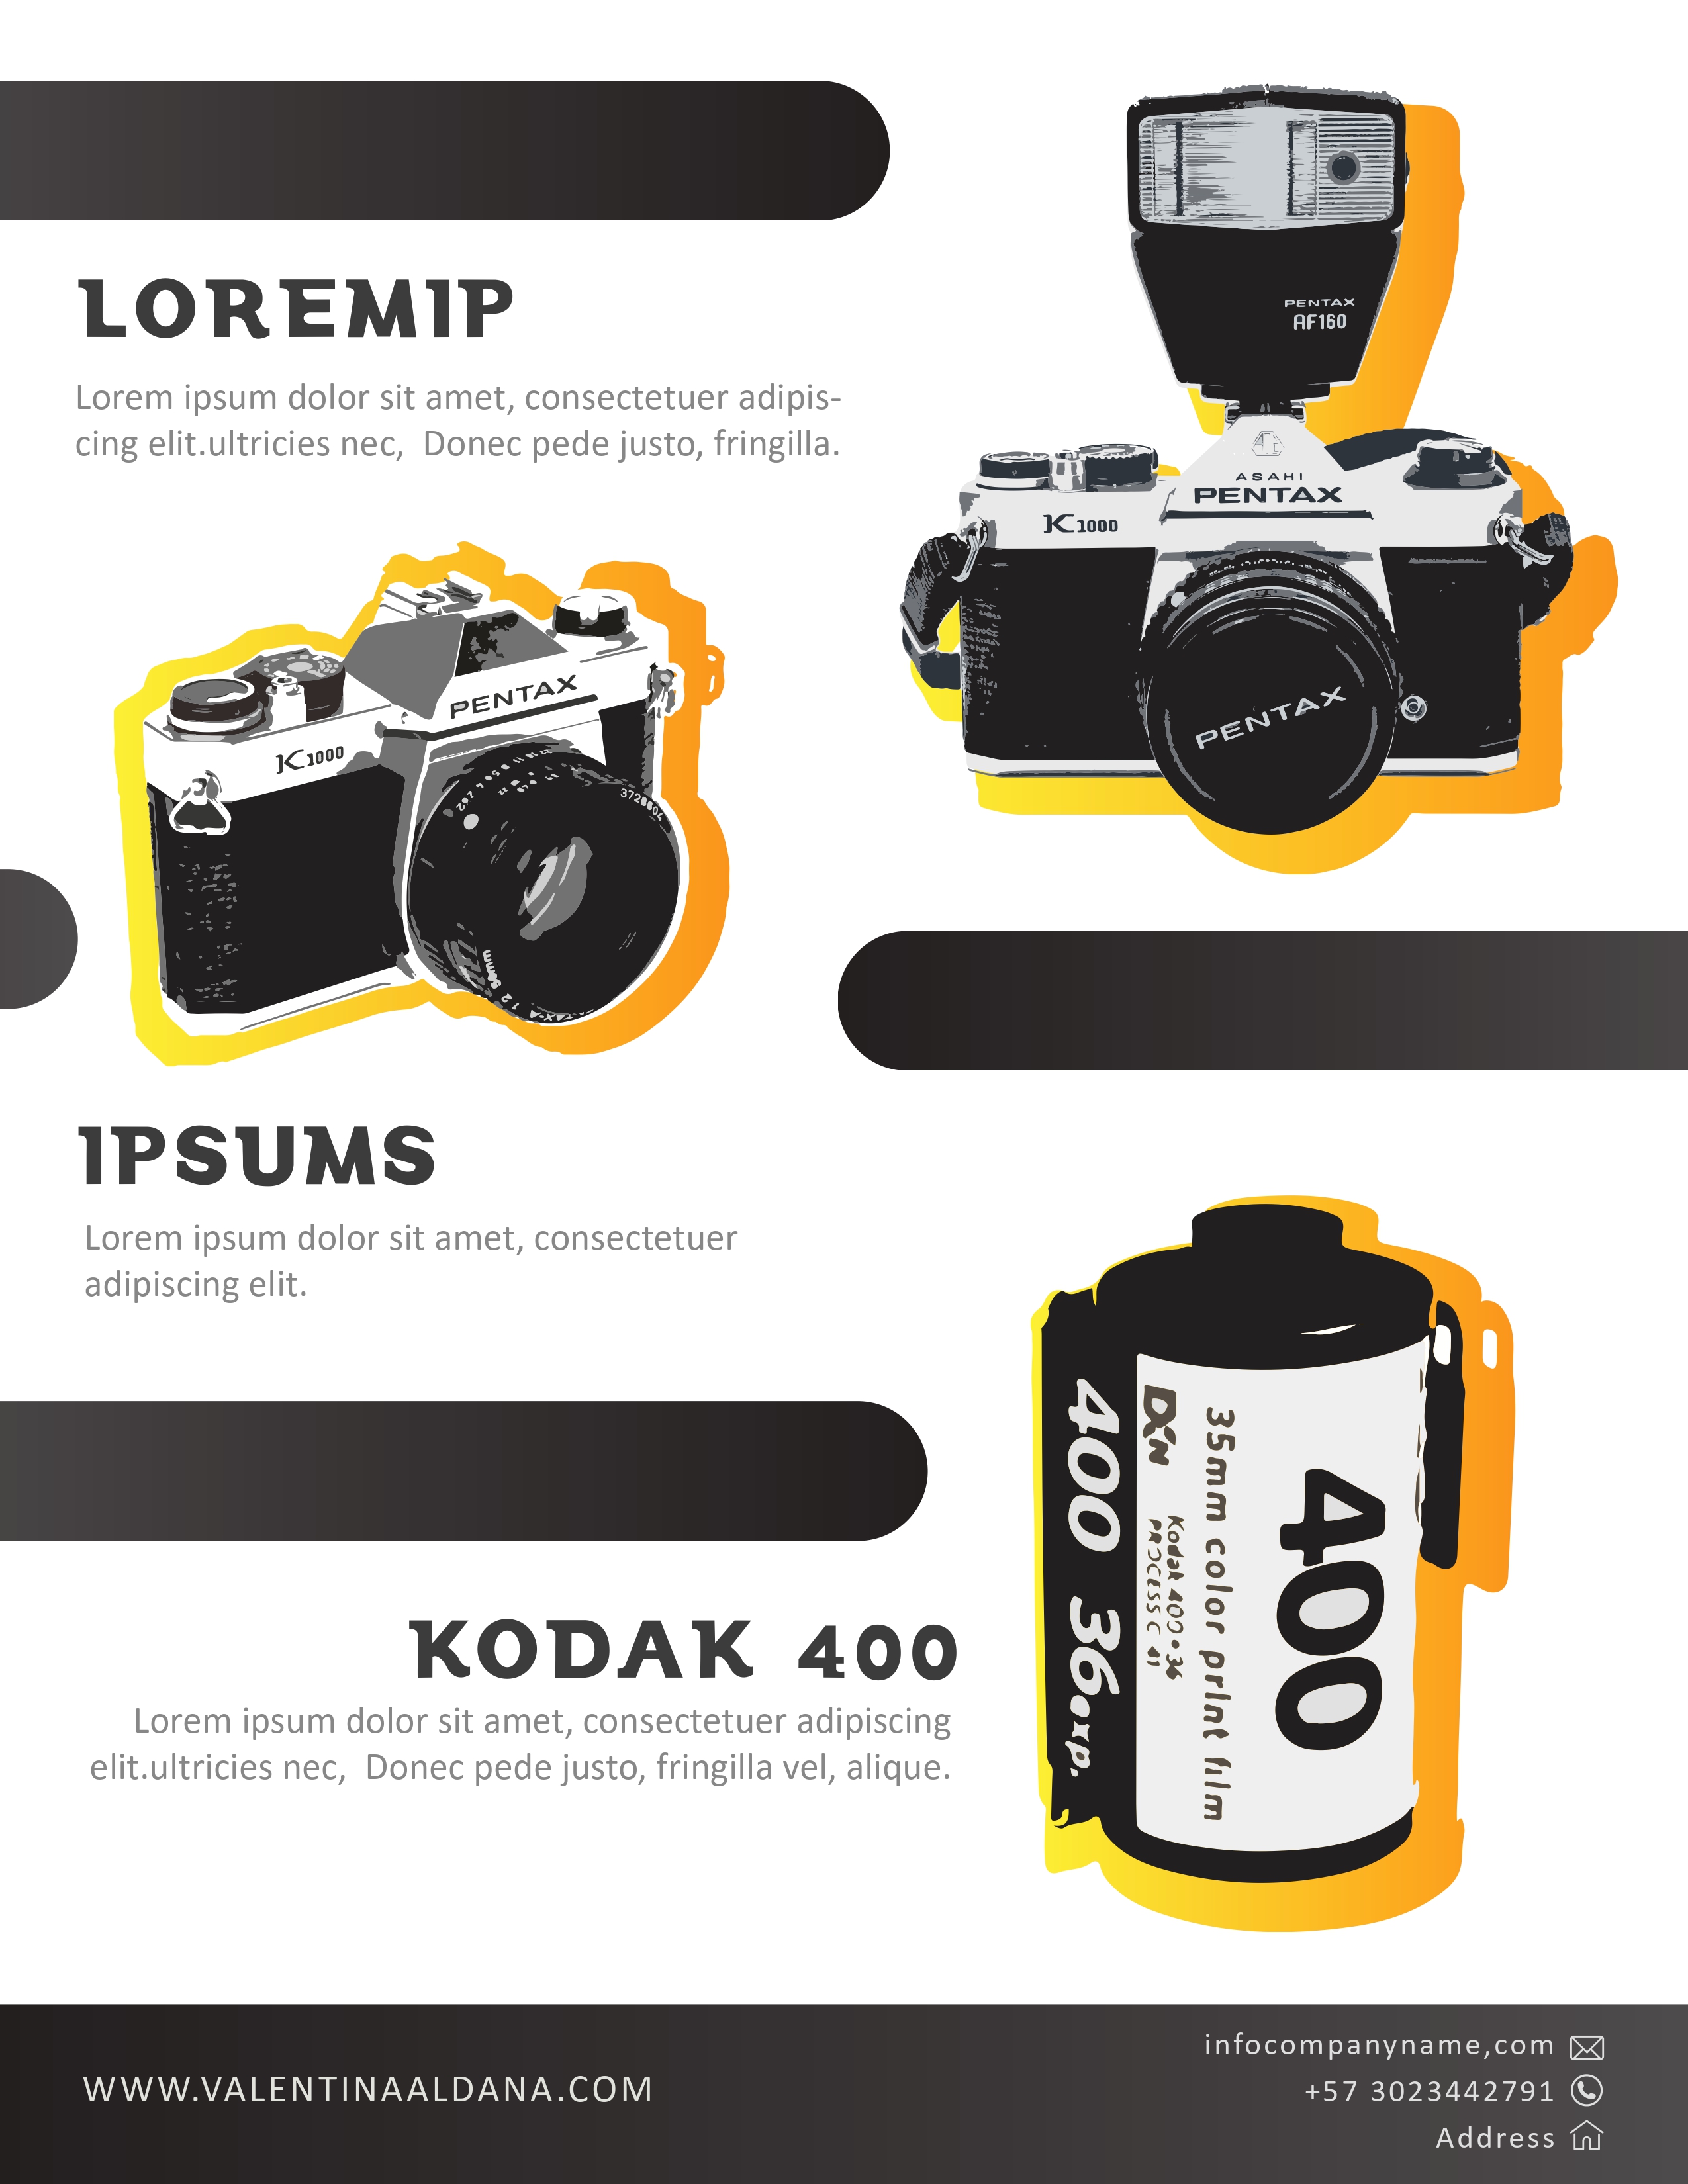 PENTAX
AF160
LOREMIP
Lorem ipsum dolor sit amet, consectetuer adipis-
cing elit.ultricies nec, Donec pede justo, fringilla.
ASAHI
PENTAX
K1000
PENTAX
PENTAX
K1000
IPSUMS
Lorem ipsum dolor sit amet, consectetuer
adipiscing elit.
400 36exp.
DXN
Kodak 400•36
PROCESS C 41
35mm color print film
400
KODAK 400
Lorem ipsum dolor sit amet, consectetuer adipiscing
elit.ultricies nec, Donec pede justo, fringilla vel, alique.
WWW.VALENTINAALDANA.COM
infocompanyname,com
+57 3023442791
Address